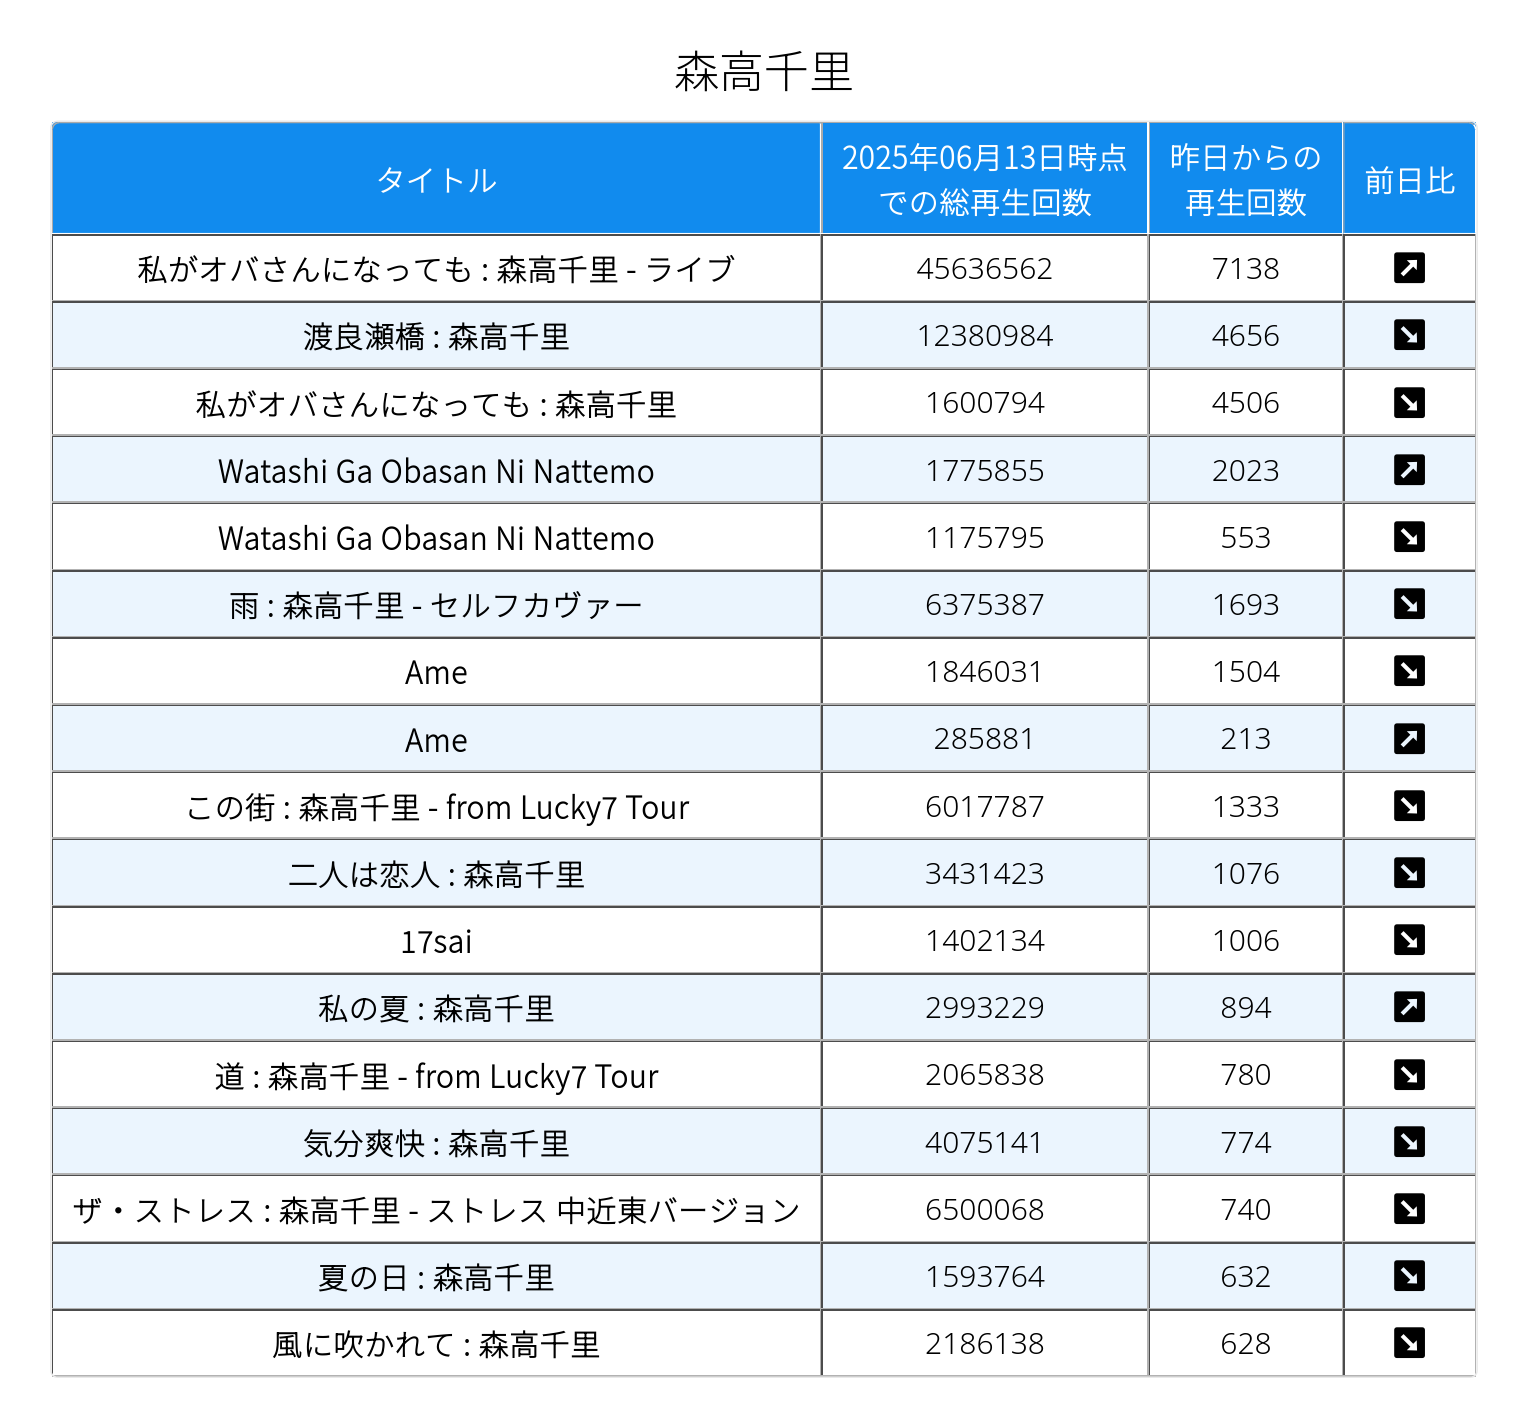 森高千里
タイトル 2025年06月13日時点での総再生回数 昨日からの再生回数 前日比
私がオバさんになっても : 森高千里 - ライブ 45636562 7138 ↗
渡良瀬橋 : 森高千里 12380984 4656 ↘
私がオバさんになっても : 森高千里 1600794 4506 ↘
Watashi Ga Obasan Ni Nattemo 1775855 2023 ↗
Watashi Ga Obasan Ni Nattemo 1175795 553 ↘
雨 : 森高千里 - セルフカヴァー 6375387 1693 ↘
Ame 1846031 1504 ↘
Ame 285881 213 ↗
この街 : 森高千里 - from Lucky7 Tour 6017787 1333 ↘
二人は恋人 : 森高千里 3431423 1076 ↘
17sai 1402134 1006 ↘
私の夏 : 森高千里 2993229 894 ↗
道 : 森高千里 - from Lucky7 Tour 2065838 780 ↘
気分爽快 : 森高千里 4075141 774 ↘
ザ・ストレス : 森高千里 - ストレス 中近東バージョン 6500068 740 ↘
夏の日 : 森高千里 1593764 632 ↘
風に吹かれて : 森高千里 2186138 628 ↘